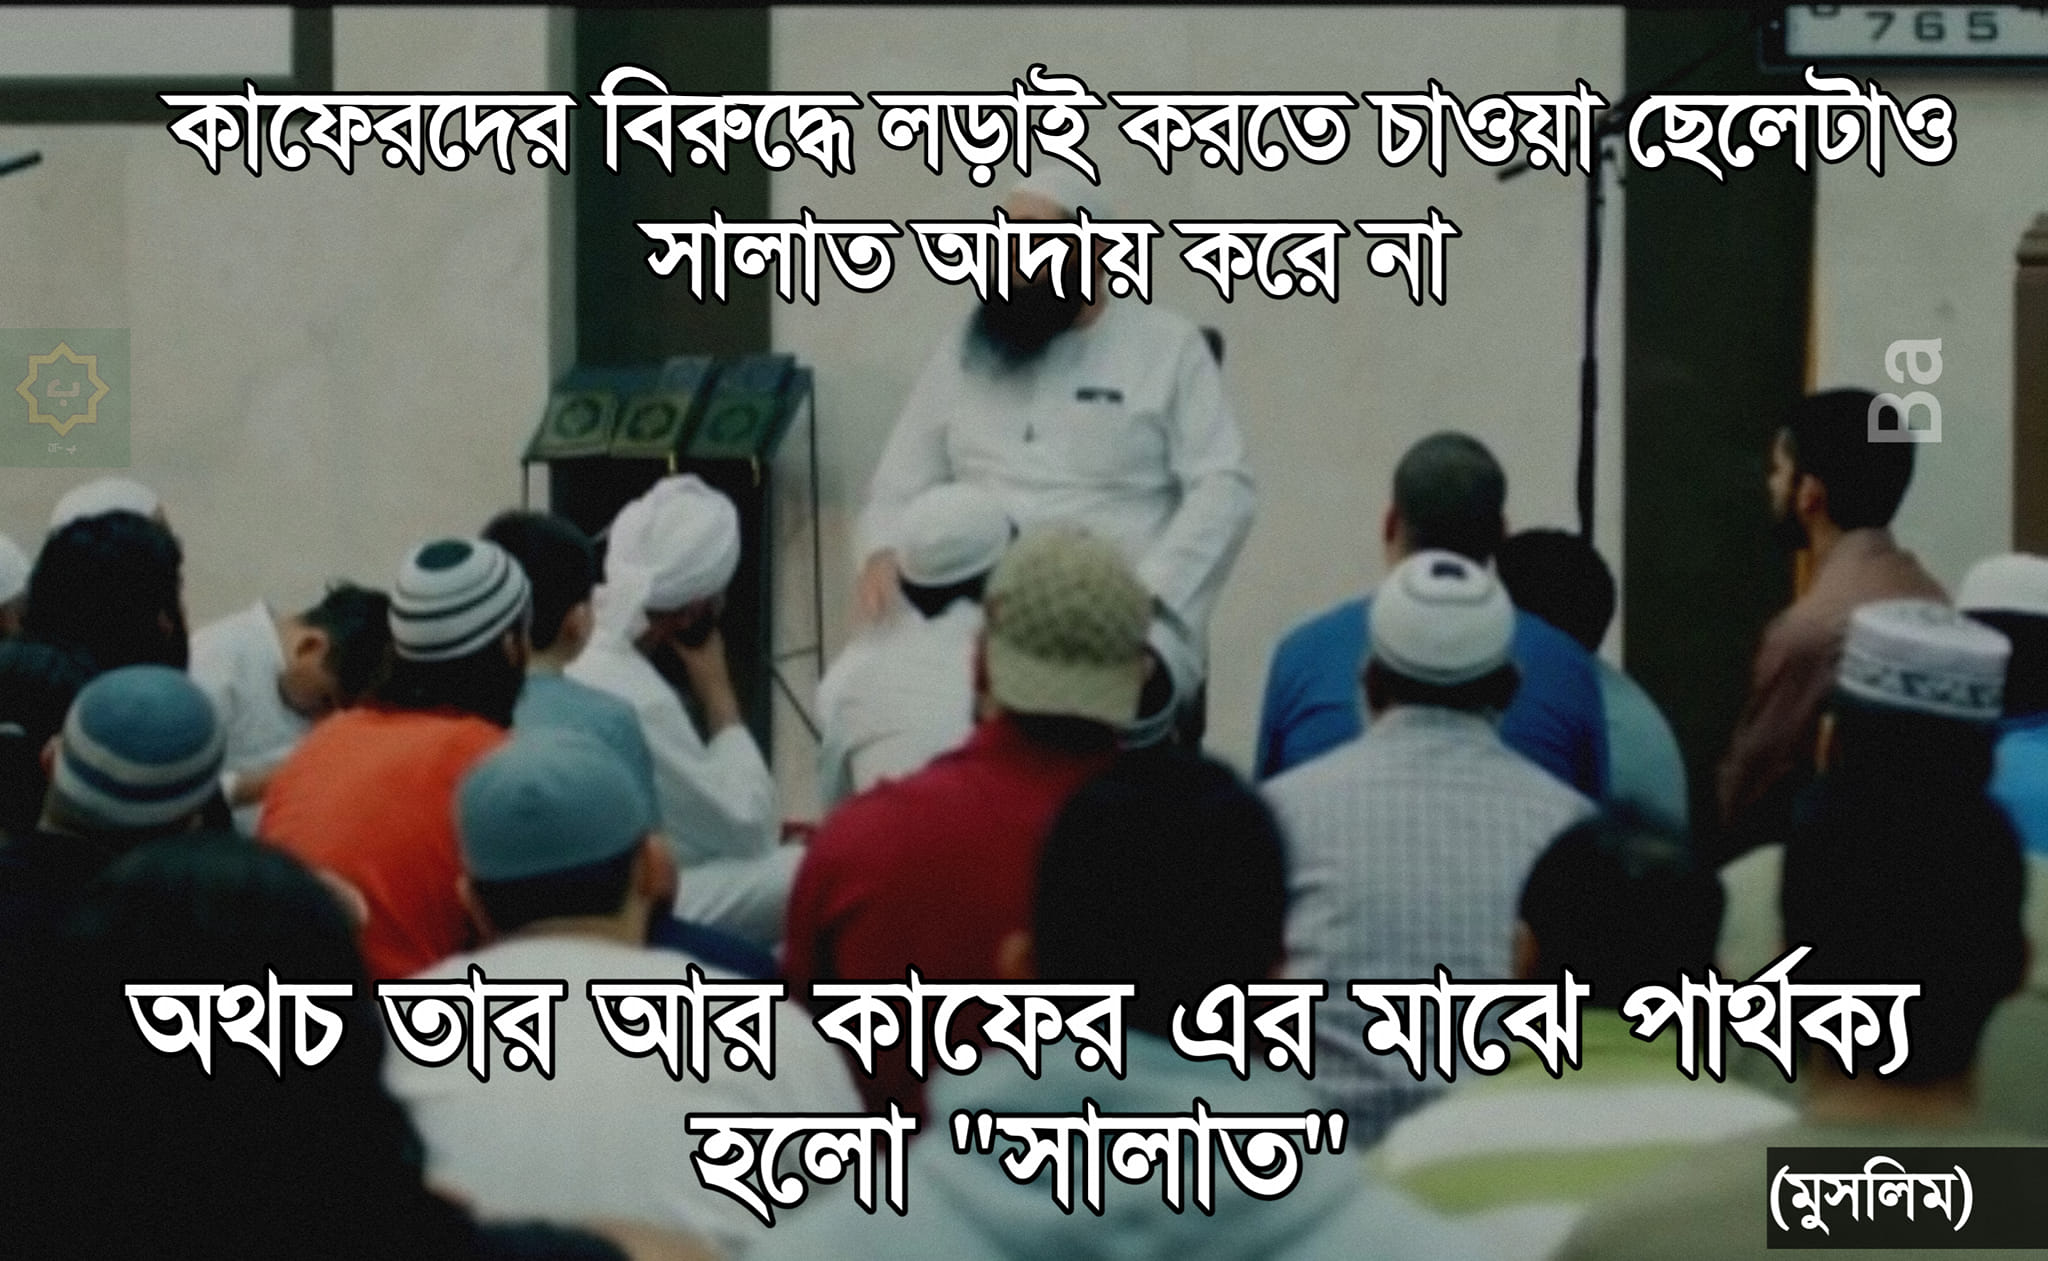 765
কাফেরদের বিরুদ্ধে লড়াই করতে চাওয়া ছেলেটাও
সালাত আদায় করে না
Ba
অথচ তার আর কাফের এর মাঝে পার্থক্য
হলো "সালাত"
(মুসলিম)